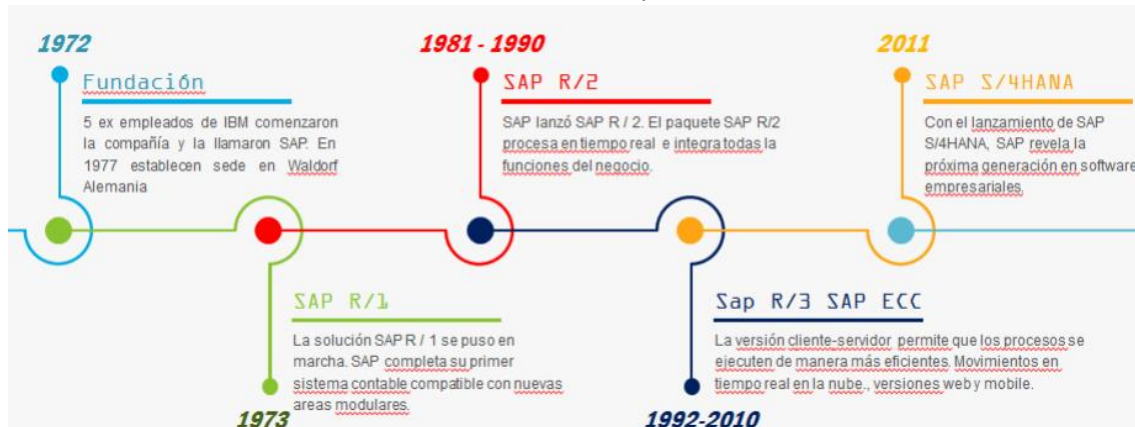 1972
Fundación
5 ex empleados de IBM comenzaron
la compañía y la llamaron SAP. En
1977 establecen sede en Waldorf
Alemania
SAP R/1
La solución SAP R / 1 se puso en
marcha. SAP completa su primer
sistema contable compatible con nuevas
areas modulares.
1973
1981 - 1990
SAP R/2
SAP lanzó SAP R / 2. El paquete SAP R/2
procesa en tiempo real e integra todas la
funciones del negocio.
Sap R/3 SAP ECC
La versión cliente-servidor permite que los procesos se
ejecuten de manera más eficientes. Movimientos en
tiempo real en la nube., versiones web y mobile.
1992-2010
2011
SAP S/4HANA
Con el lanzamiento de SAP
S/4HANA, SAP revela la
próxima generación en software
empresariales.